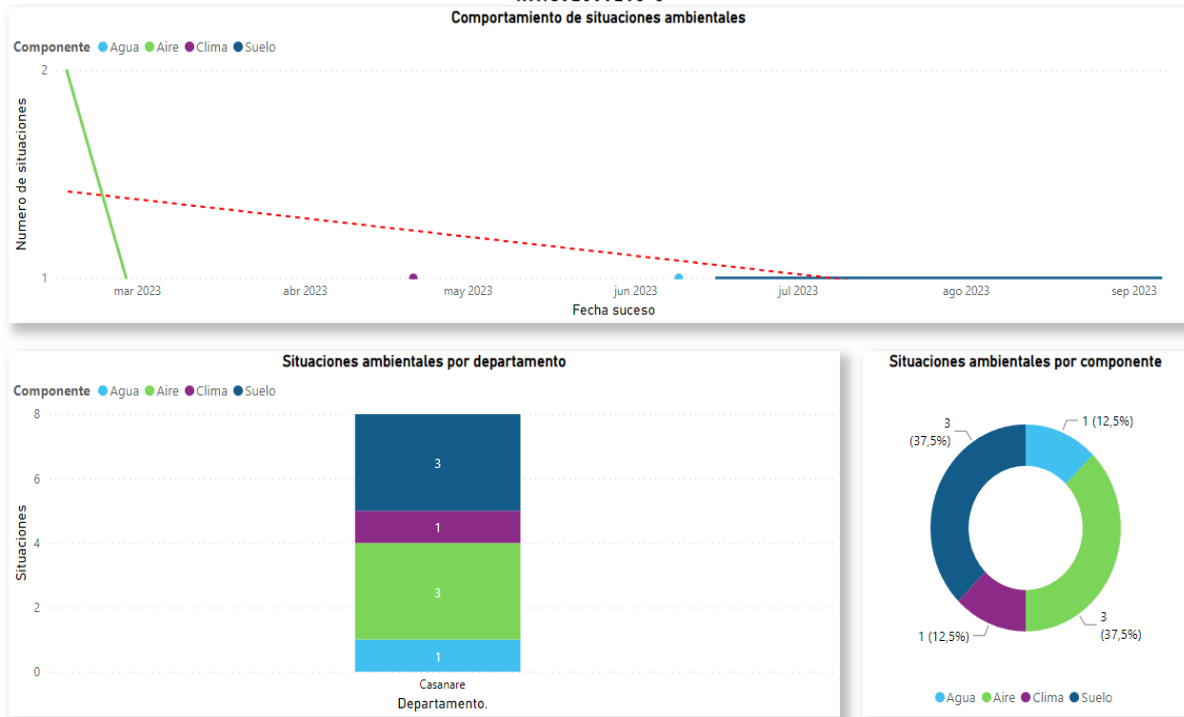 Comportamiento de situaciones ambientales
Componente Agua Aire Clima Suelo
2
1
Numero de situaciones
mar 2023 abr 2023 may 2023 jun 2023 jul 2023 ago 2023 sep 2023
Fecha suceso
Situaciones ambientales por departamento
Componente Agua Aire Clima Suelo
8
6
4
2
0
Situaciones
3
1
3
1
Casanare
Departamento.
Situaciones ambientales por componente
3
(37,5%)
1 (12,5%)
1 (12,5%)
3
(37,5%)
Agua Aire Clima Suelo